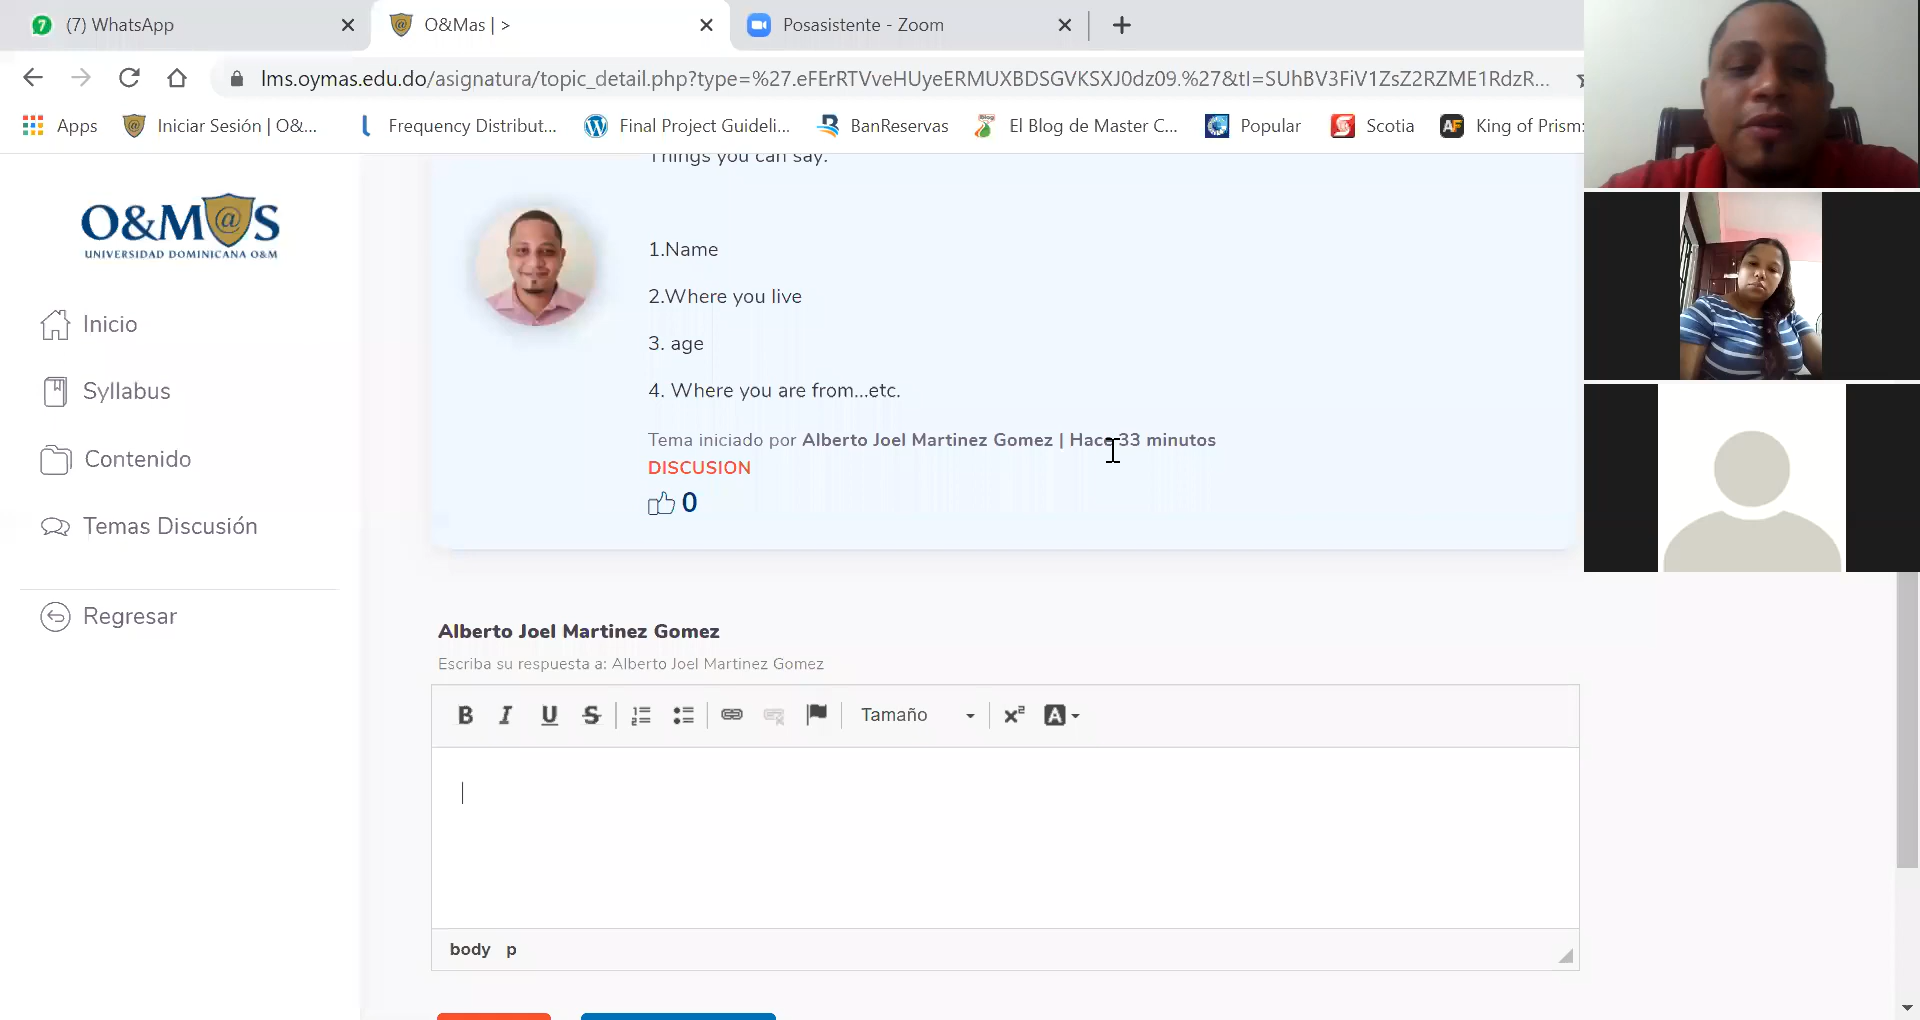 7 (7) WhatsApp
O&Mas | >
Posasistente - Zoom
lms.oymas.edu.do/asignatura/topic_detail.php?type=%27.eFErRTVveHUyeERMUXBDSGVKSXJ0dz09.%27&tI=SUhBV3FiV1ZsZ2RZME1RdzR...
Apps
Iniciar Sesión | O&...
Frequency Distribut...
Final Project Guideli...
BanReservas
El Blog de Master C...
Popular
Scotia
King of Prism:
Things you can say:
O&M@S
UNIVERSIDAD DOMINICANA O&M
1.Name
2.Where you live
3. age
4. Where you are from...etc.
Tema iniciado por Alberto Joel Martinez Gomez | Hace 33 minutos
DISCUSION
0
Inicio
Syllabus
Contenido
Temas Discusión
Regresar
Alberto Joel Martinez Gomez
Escriba su respuesta a: Alberto Joel Martinez Gomez
B I U S Tamaño x² A
body p